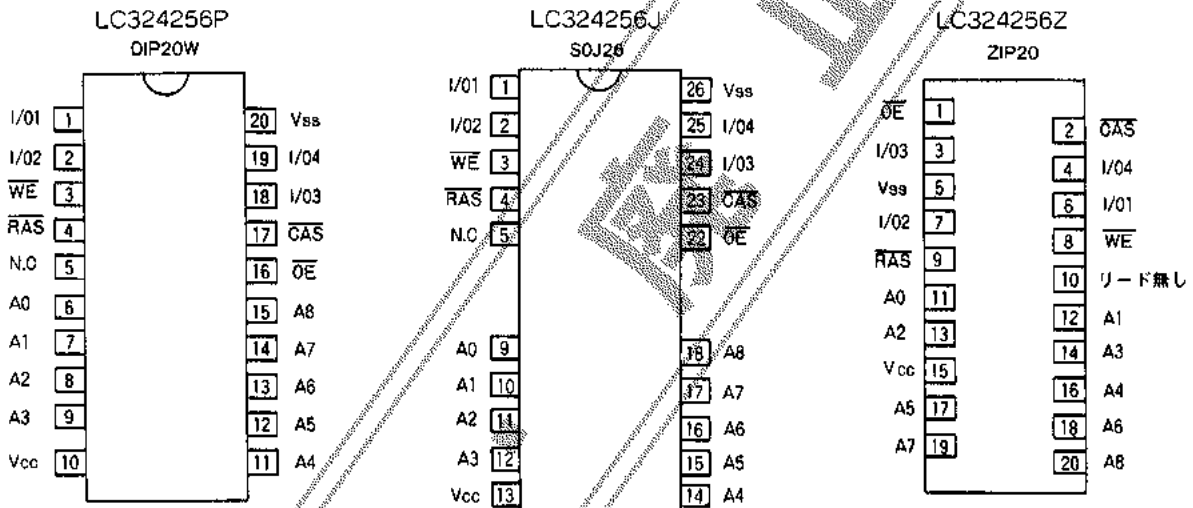 LC324256P
DIP20W
I/O1 1
I/O2 2
WE 3
RAS 4
N.C 5
A0 6
A1 7
A2 8
A3 9
Vcc 10
20 Vss
19 I/O4
18 I/O3
17 CAS
16 OE
15 A8
14 A7
13 A6
12 A5
11 A4
LC324256J
SOJ26
I/O1 1
I/O2 2
WE 3
RAS 4
N.C 5
A0 9
A1 10
A2 11
A3 12
Vcc 13
26 Vss
25 I/O4
24 I/O3
23 CAS
22 OE
18 A8
17 A7
16 A6
15 A5
14 A4
LC324256Z
ZIP20
OE 1
I/O3 3
Vss 5
I/O2 7
RAS 9
A0 11
A2 13
Vcc 15
A5 17
A7 19
2 CAS
4 I/O4
6 I/O1
8 WE
10 リード無し
12 A1
14 A3
16 A4
18 A6
20 A8